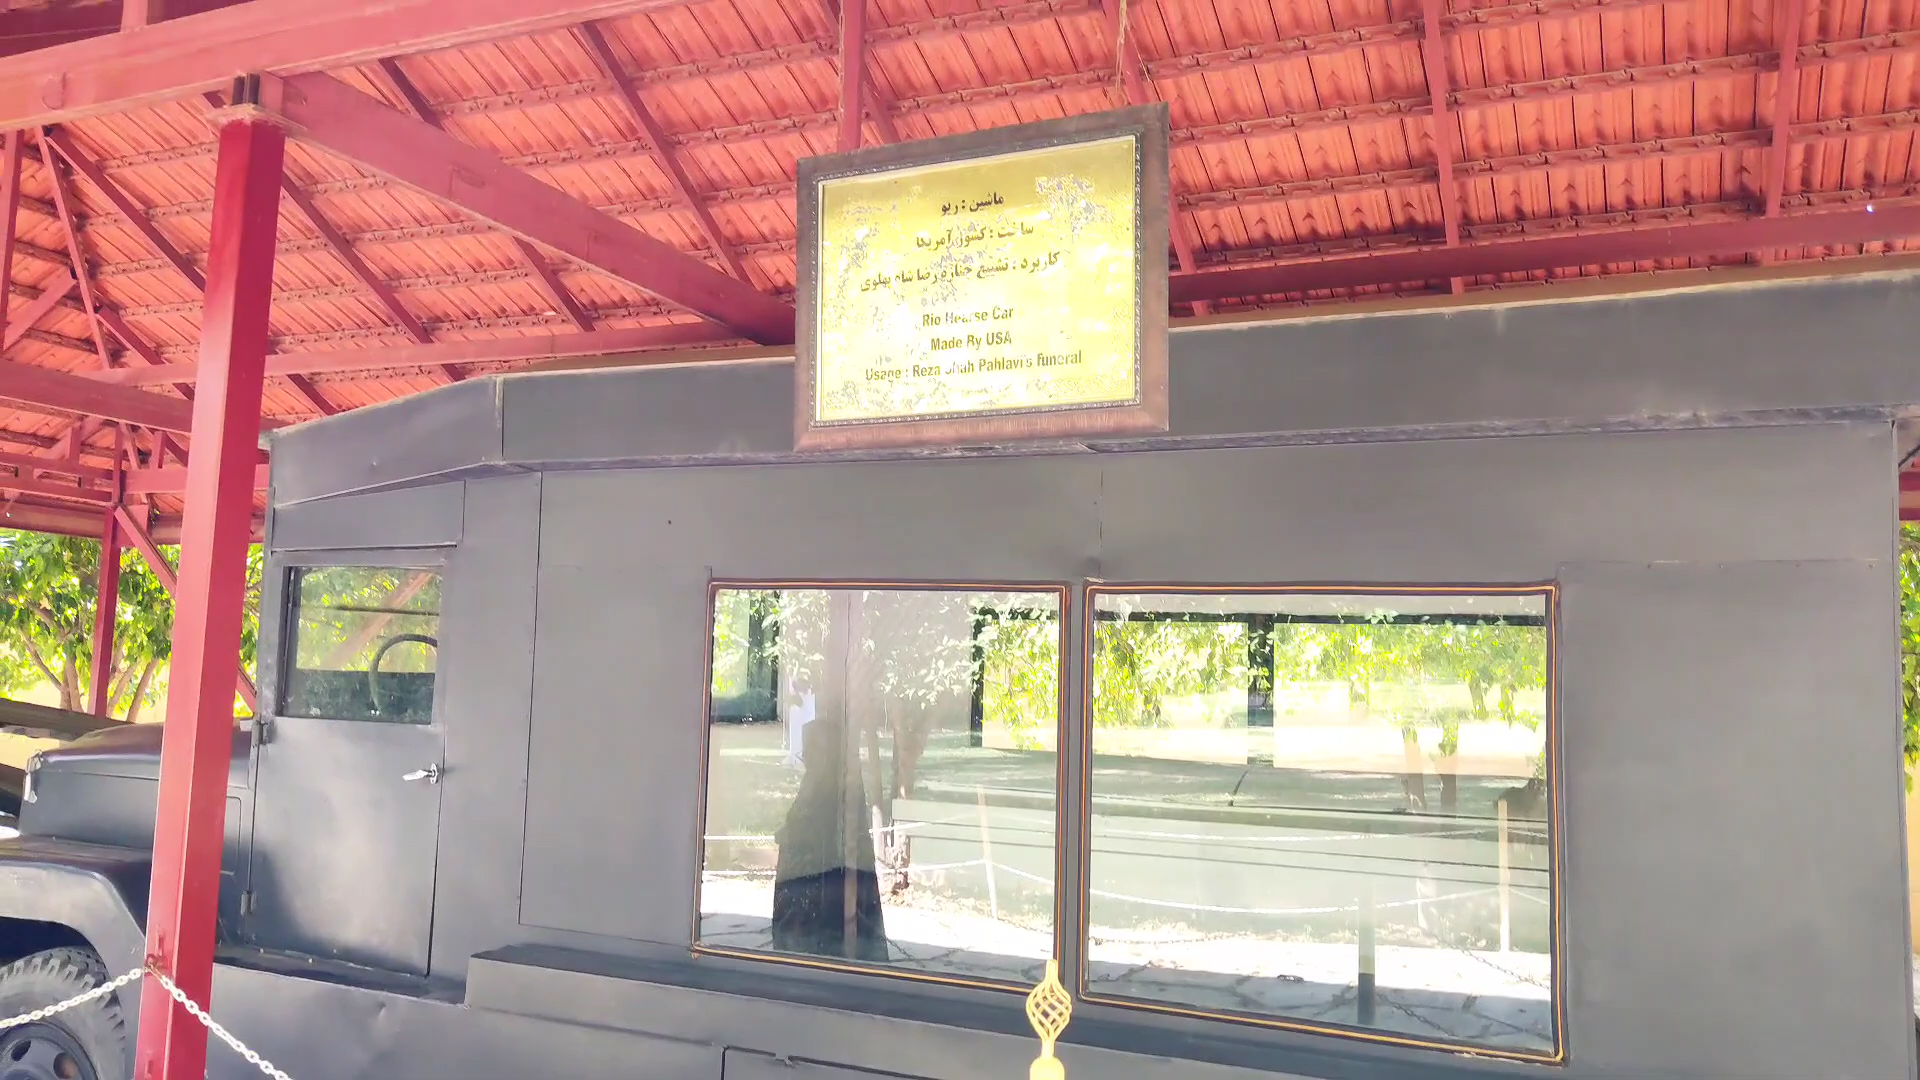 ماشین : ریو
ساخت : کشور آمریکا
کاربرد : تشییع جنازه رضا شاه پهلوی
Rio Hearse Car
Made By USA
Usage : Reza Shah Pahlavi's funeral